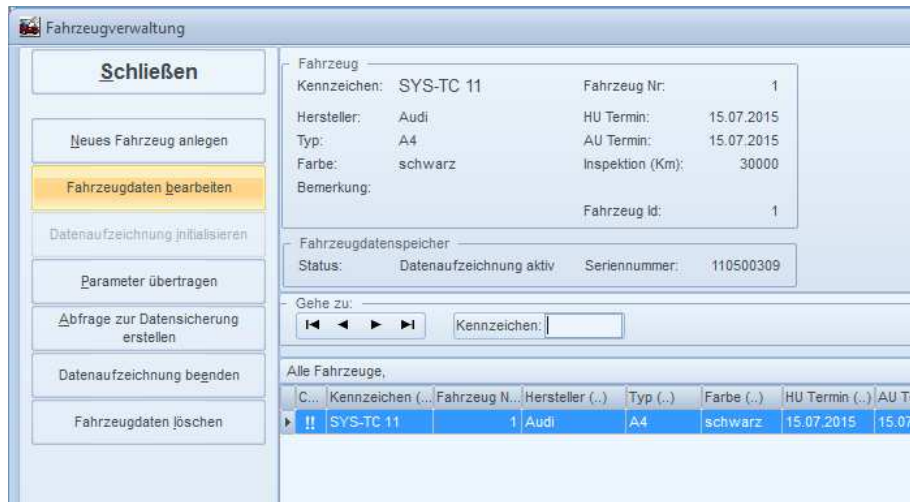 Fahrzeugverwaltung
Schließen
Neues Fahrzeug anlegen
Fahrzeugdaten bearbeiten
Datenaufzeichnung initialisieren
Parameter übertragen
Abfrage zur Datensicherung
erstellen
Datenaufzeichnung beenden
Fahrzeugdaten löschen
Fahrzeug
Kennzeichen: SYS-TC 11 Fahrzeug Nr: 1
Hersteller: Audi HU Termin: 15.07.2015
Typ: A4 AU Termin: 15.07.2015
Farbe: schwarz Inspektion (Km): 30000
Bemerkung:
Fahrzeug Id: 1
Fahrzeugdatenspeicher
Status: Datenaufzeichnung aktiv Seriennummer: 110500309
Gehe zu:
Kennzeichen:
Alle Fahrzeuge,
C... Kennzeichen (... Fahrzeug N... Hersteller (..) Typ (..) Farbe (..) HU Termin (..) AU T
!! SYS-TC 11 1 Audi A4 schwarz 15.07.2015 15.07